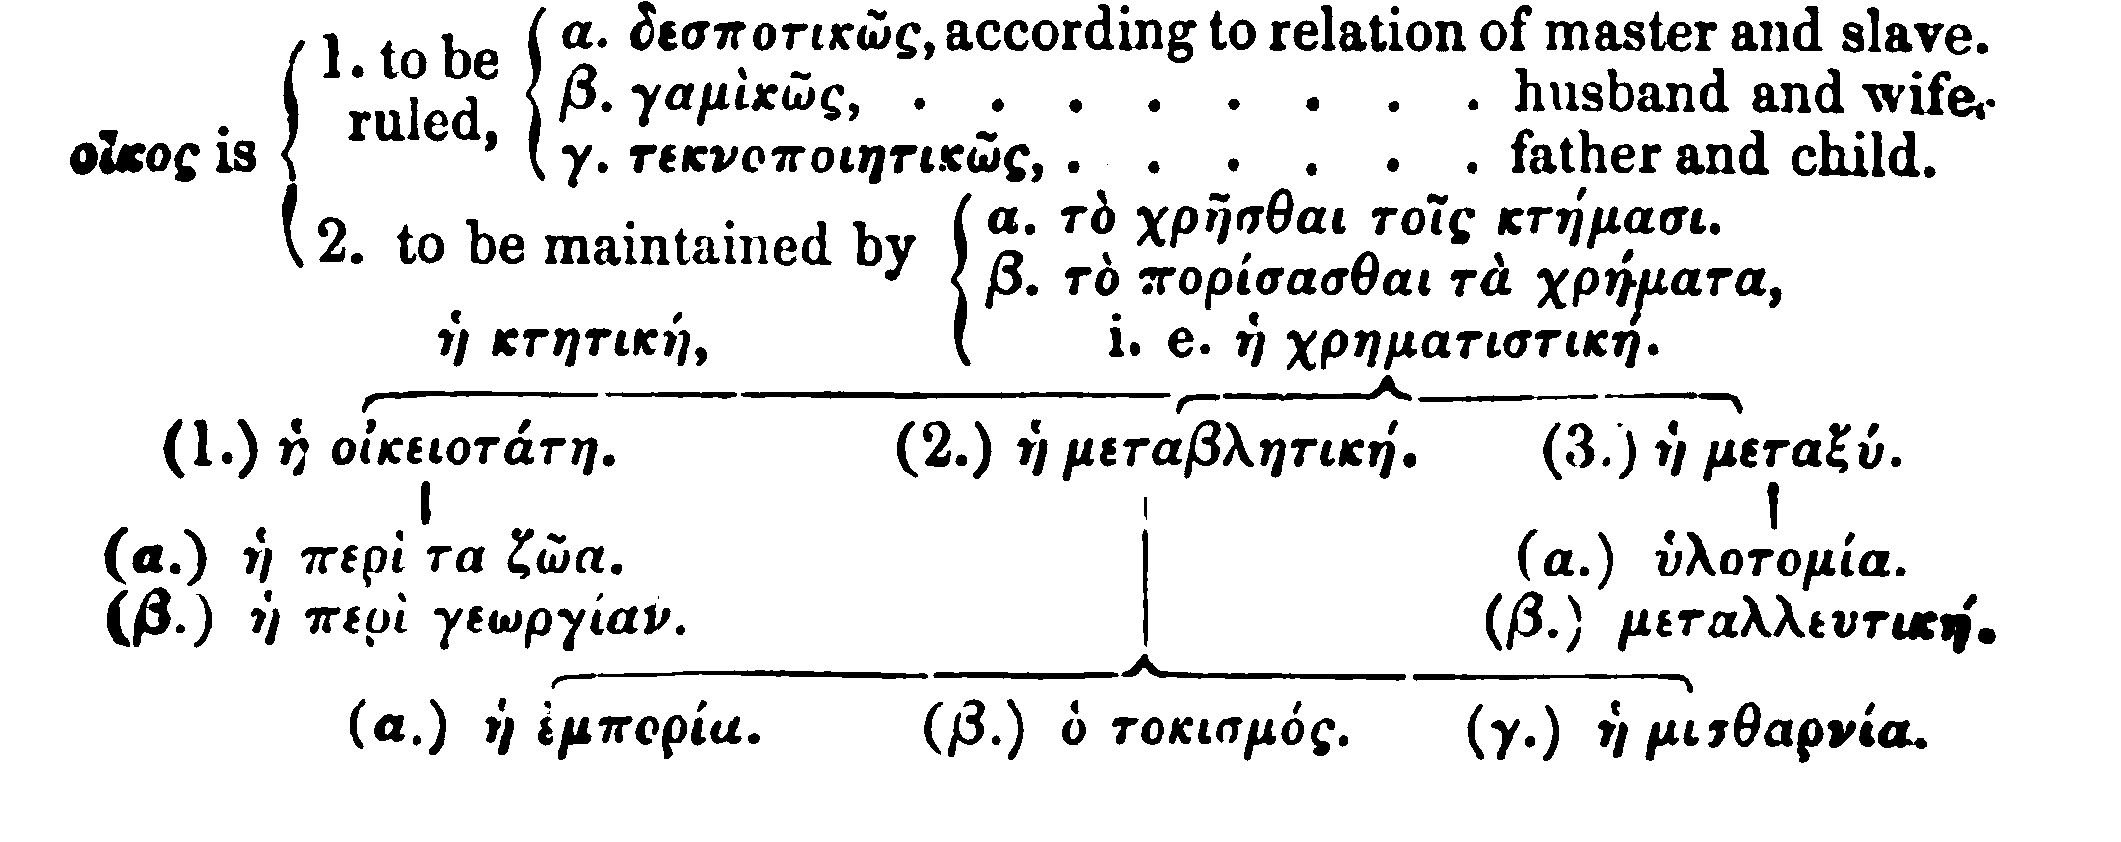 α. δεσποτικῶς, according to relation of master and slave.
1. to be
β. γαμὶκῶς, . . . . . . . . husband and wife.
ruled,
οἶκος is
γ. τεκνοποιητικῶς, . . . . . . father and child.
α. τὸ χρῆσθαι τοῖς κτήμασι.
2. to be maintained by
β. τὸ πορίσασθαι τὰ χρήματα,
ἡ κτητική,
i. e. ἡ χρηματιστική.
(1.) ἡ οἰκειοτάτη. (2.) ἡ μεταβλητική. (3.) ἡ μεταξύ.
(α.) ἡ περὶ τα ζῶα. (α.) ὑλοτομία.
(β.) ἡ περὶ γεωργίαν. (β.) μεταλλευτική.
(α.) ἡ ἐμπορία. (β.) ὁ τοκισμός. (γ.) ἡ μισθαρνία.